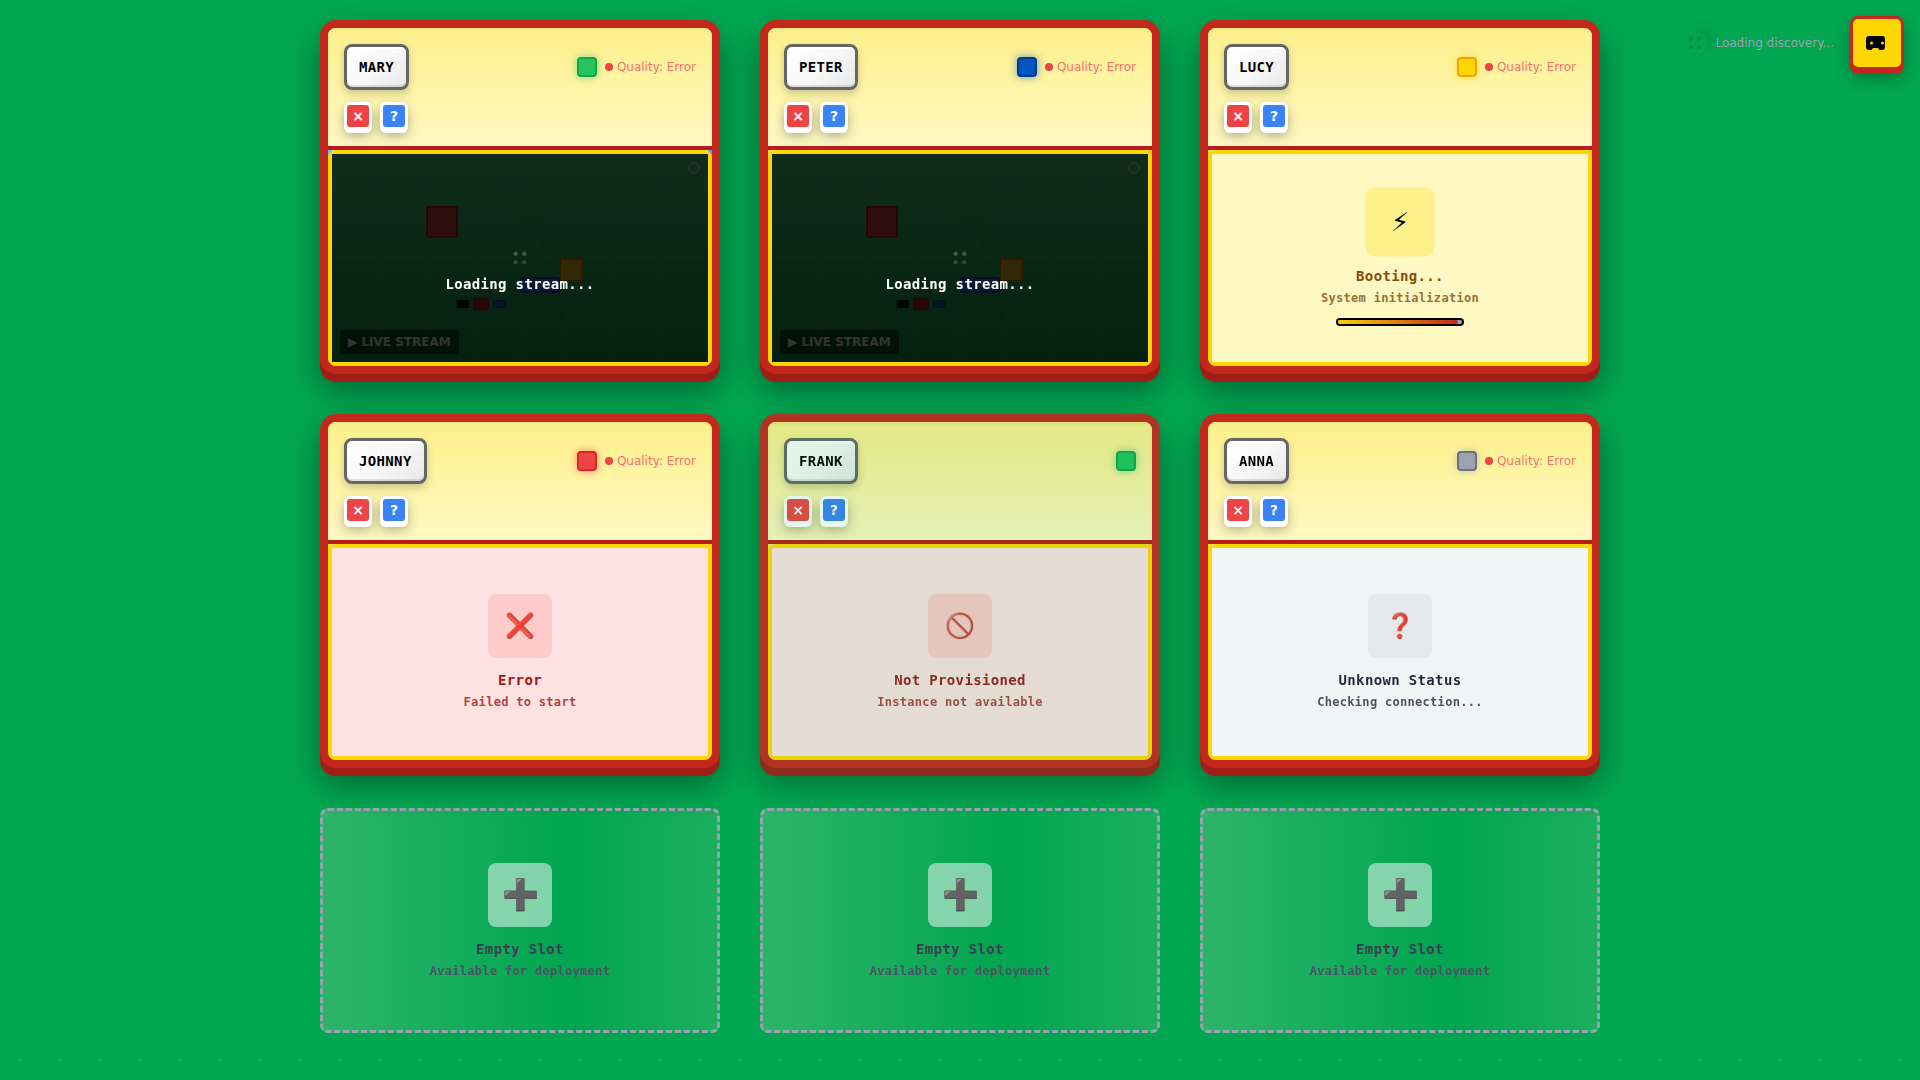 MARY
Quality: Error
×
?
Loading stream...
▶ LIVE STREAM
PETER
Quality: Error
×
?
Loading stream...
▶ LIVE STREAM
LUCY
Quality: Error
×
?
Booting...
System initialization
Loading discovery...
JOHNNY
Quality: Error
×
?
Error
Failed to start
FRANK
×
?
Not Provisioned
Instance not available
ANNA
Quality: Error
×
?
Unknown Status
Checking connection...
Empty Slot
Available for deployment
Empty Slot
Available for deployment
Empty Slot
Available for deployment